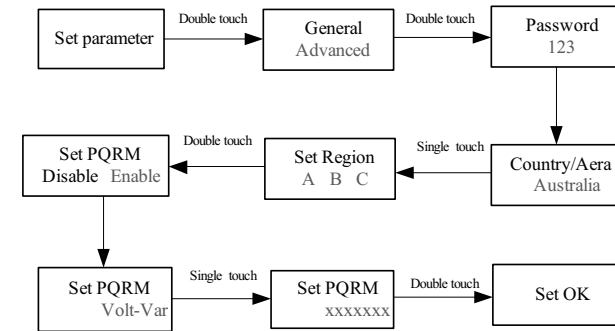 Set parameter
Double touch
General
Advanced
Double touch
Password
123
Country/Aera
Australia
Single touch
Set Region
A B C
Double touch
Set PQRM
Disable Enable
Set PQRM
Volt-Var
Single touch
Set PQRM
xxxxxxx
Double touch
Set OK